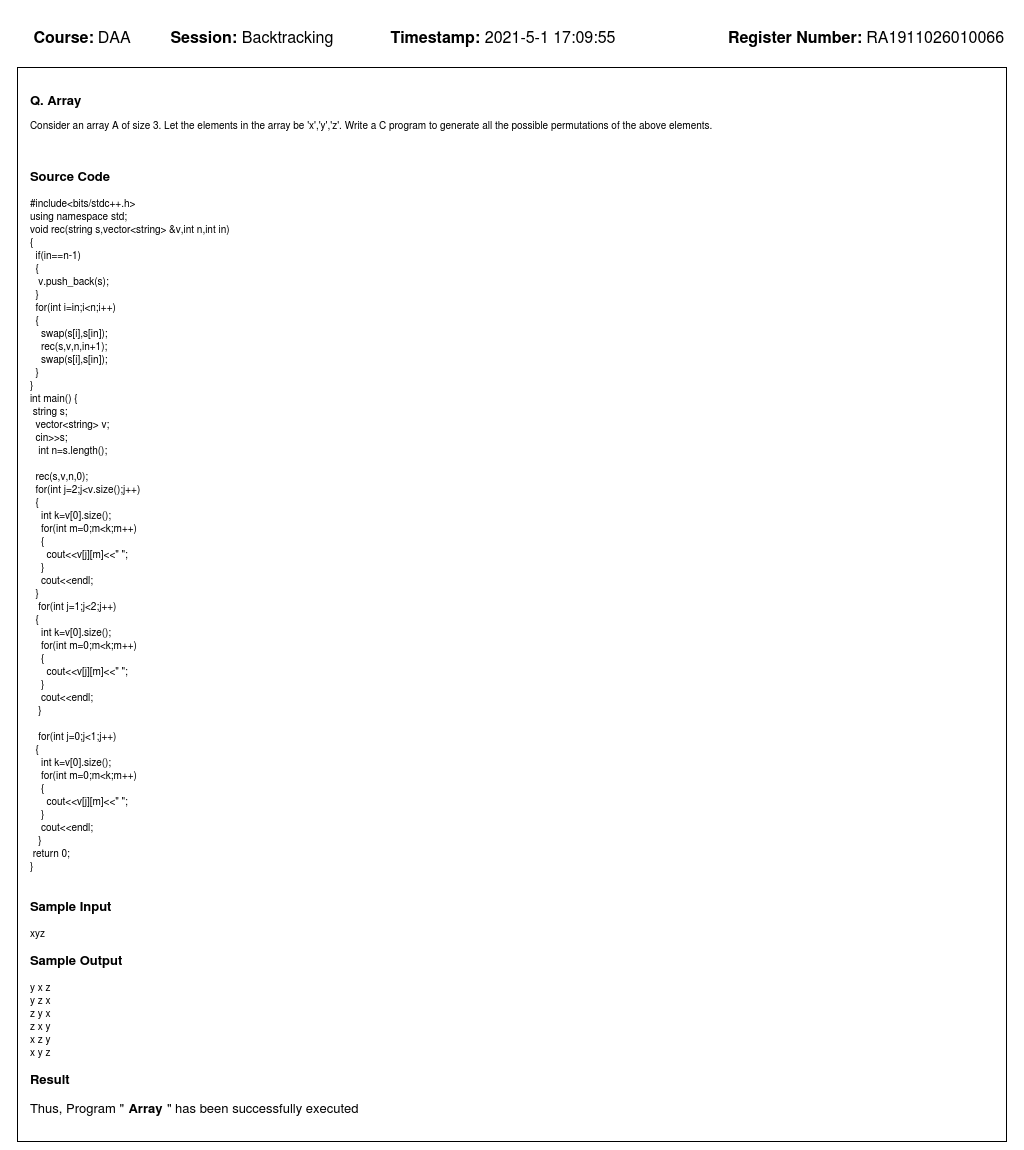 Course: DAA Session: Backtracking Timestamp: 2021-5-1 17:09:55 Register Number: RA1911026010066
Q. Array
Consider an array A of size 3. Let the elements in the array be 'x','y','z'. Write a C program to generate all the possible permutations of the above elements.
Source Code
#include<bits/stdc++.h>
using namespace std;
void rec(string s,vector<string> &v,int n,int in)
{
if(in==n-1)
{
v.push_back(s);
}
for(int i=in;i<n;i++)
{
swap(s[i],s[in]);
rec(s,v,n,in+1);
swap(s[i],s[in]);
}
}
int main() {
string s;
vector<string> v;
cin>>s;
int n=s.length();
rec(s,v,n,0);
for(int j=2;j<v.size();j++)
{
int k=v[0].size();
for(int m=0;m<k;m++)
{
cout<<v[j][m]<<" ";
}
cout<<endl;
}
for(int j=1;j<2;j++)
{
int k=v[0].size();
for(int m=0;m<k;m++)
{
cout<<v[j][m]<<" ";
}
cout<<endl;
}
for(int j=0;j<1;j++)
{
int k=v[0].size();
for(int m=0;m<k;m++)
{
cout<<v[j][m]<<" ";
}
cout<<endl;
}
return 0;
}
Sample Input
xyz
Sample Output
y x z
y z x
z y x
z x y
x z y
x y z
Result
Thus, Program " Array " has been successfully executed